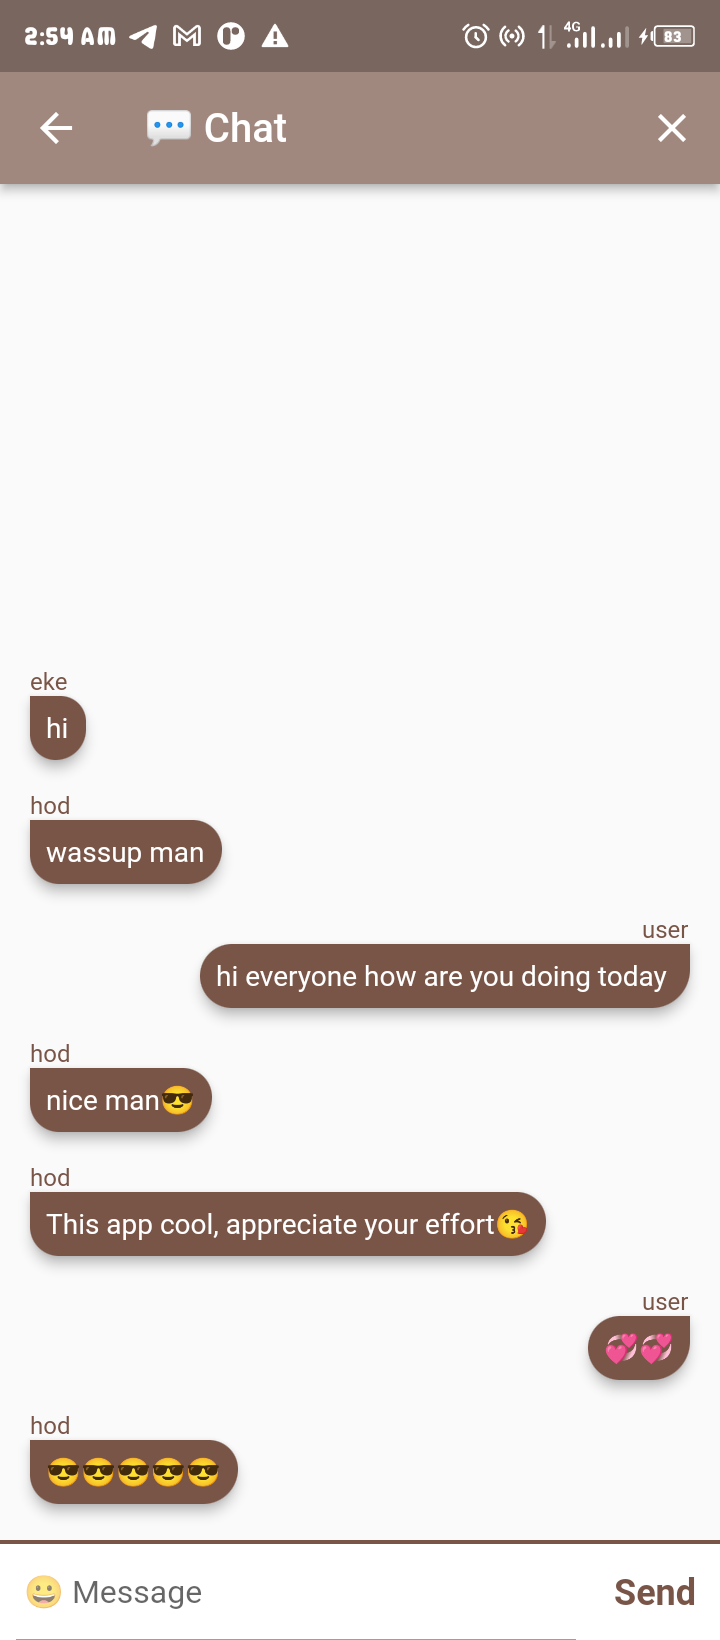 2:54 AM 4G 83
💬 Chat
eke
hi
hod
wassup man
user
hi everyone how are you doing today
hod
nice man😎
hod
This app cool, appreciate your effort😘
user
💞💞
hod
😎😎😎😎😎
😀 Message Send